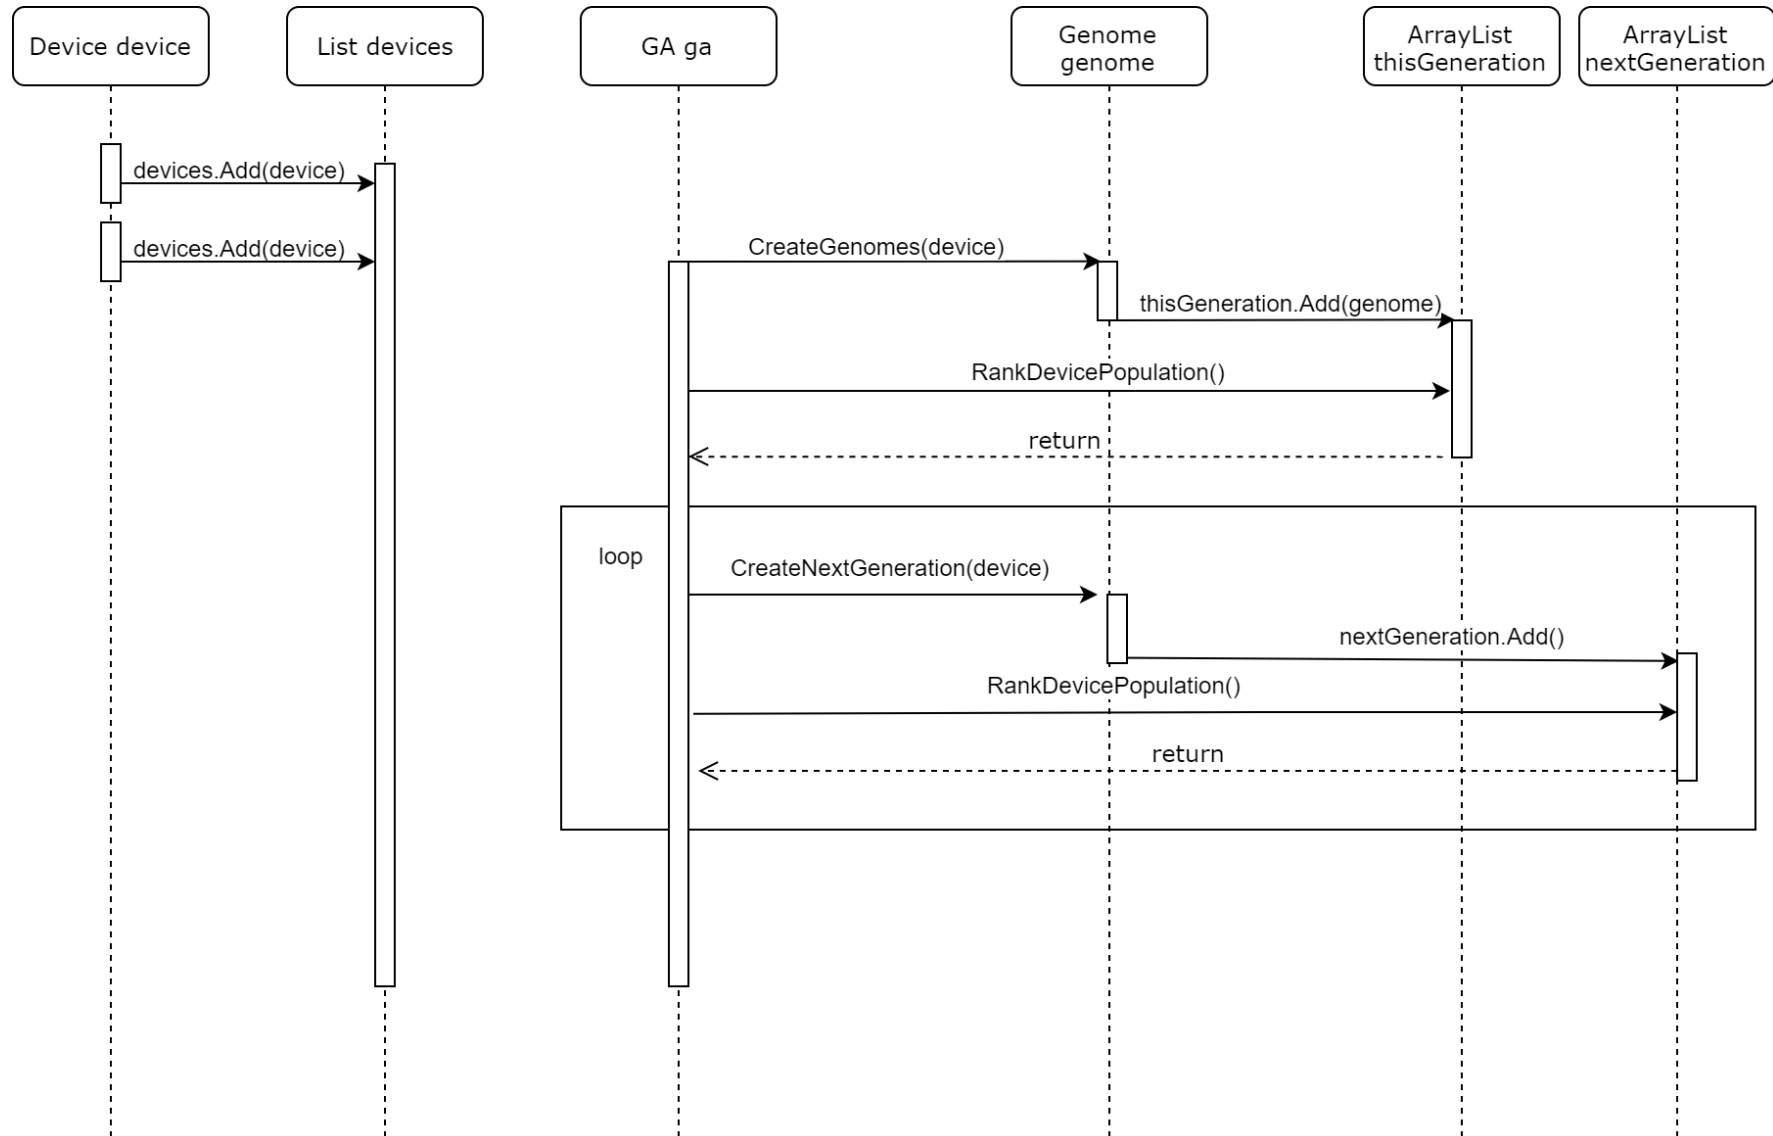 Device device
List devices
GA ga
Genome
genome
ArrayList
thisGeneration
ArrayList
nextGeneration
devices.Add(device)
devices.Add(device)
CreateGenomes(device)
thisGeneration.Add(genome)
RankDevicePopulation()
return
loop
CreateNextGeneration(device)
nextGeneration.Add()
RankDevicePopulation()
return